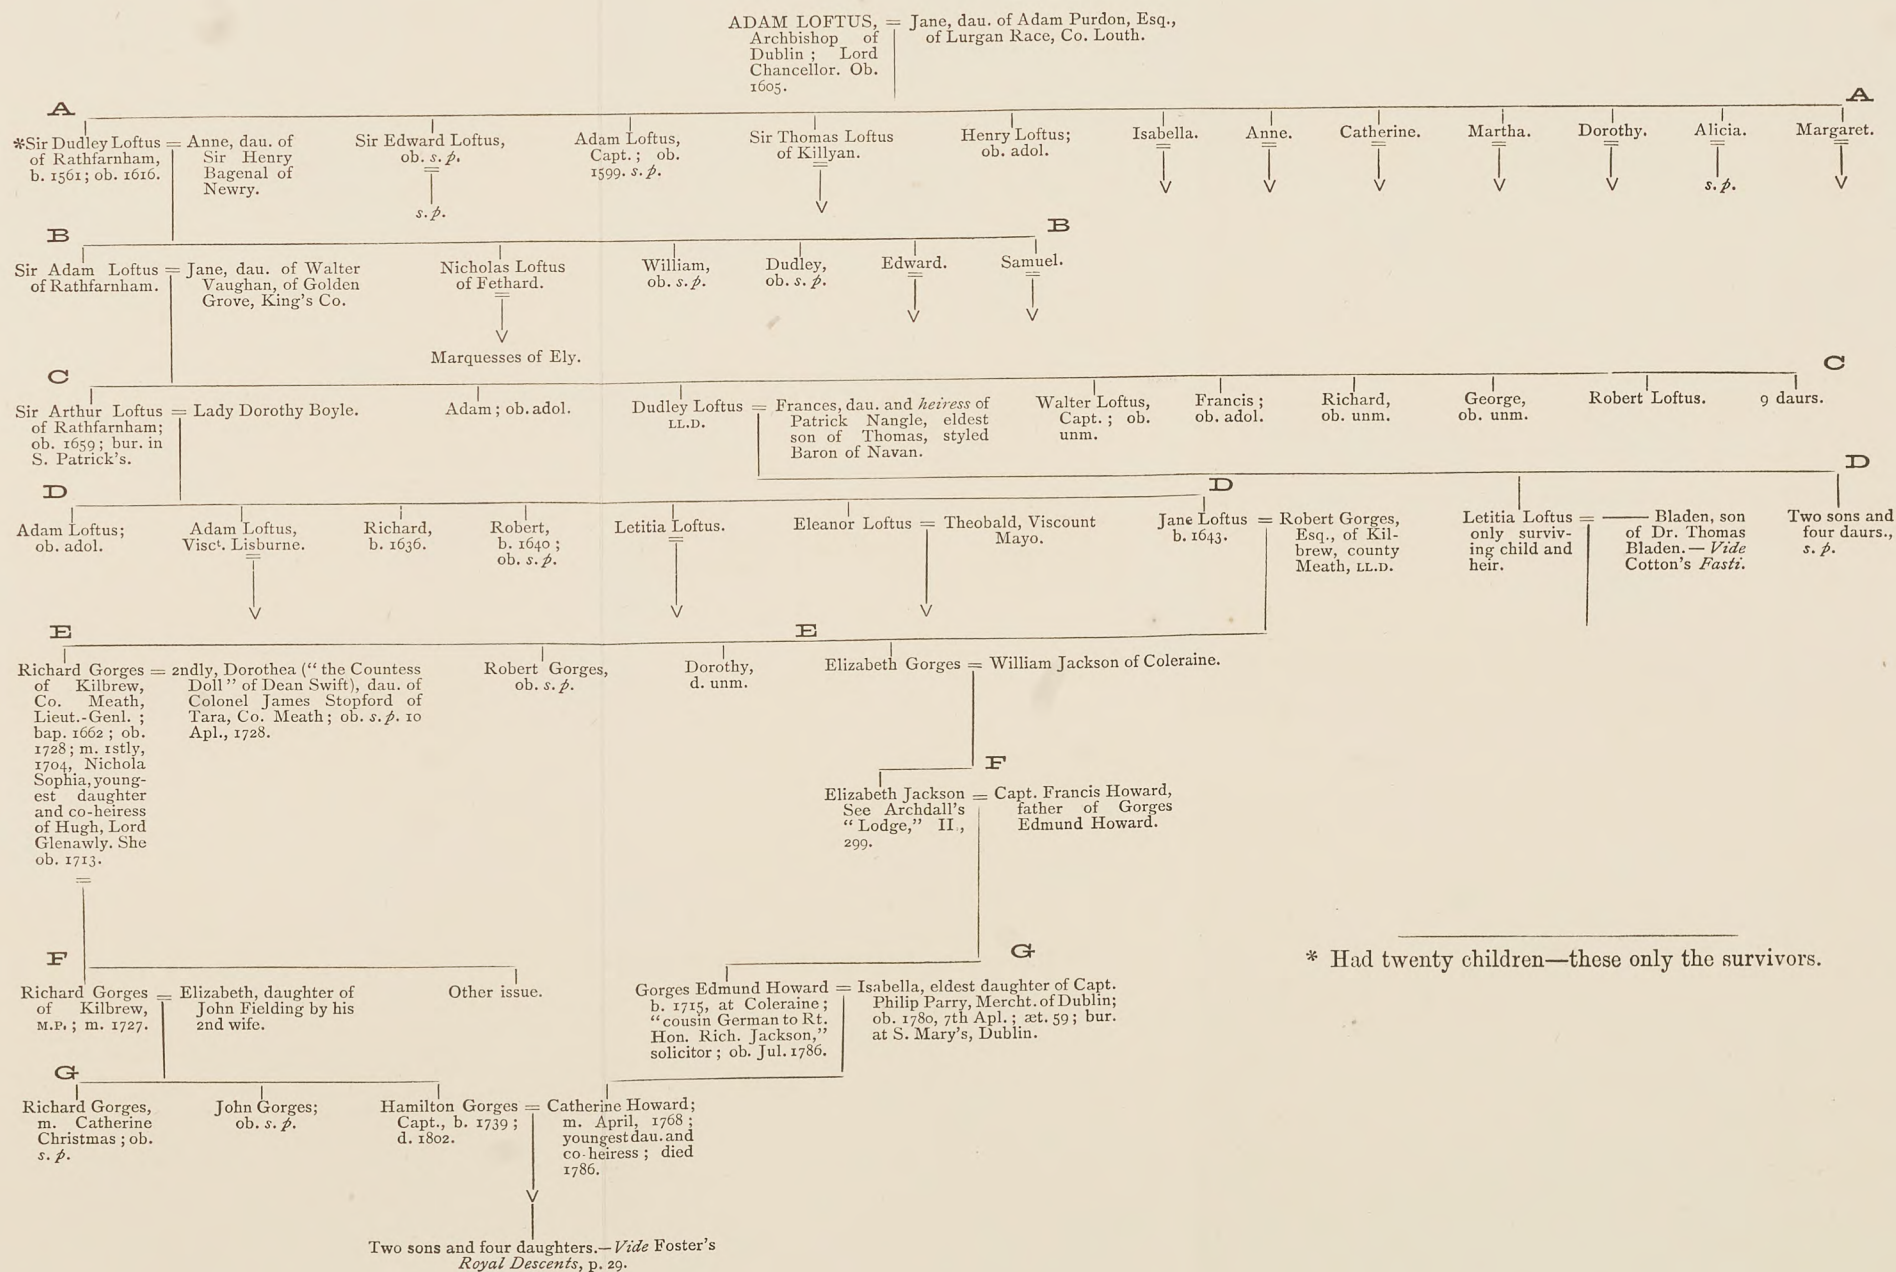 ADAM LOFTUS, = Jane, dau. of Adam Purdon, Esq.,
Archbishop of
Dublin ; Lord
Chancellor. Ob.
1605.
of Lurgan Race, Co. Louth.
A
A
*Sir Dudley Loftus =
of Rathfarnham,
b. 1561; ob. 1616.
Anne, dau. of
Sir Henry
Bagenal of
Newry.
Sir Edward Loftus,
ob. s. p.
=
s. p.
Adam Loftus,
Capt. ; ob.
1599. s. p.
Sir Thomas Loftus
of Killyan.
=
Henry Loftus;
ob. adol.
Isabella.
=
Anne.
=
Catherine.
=
Martha.
=
Dorothy.
=
Alicia.
=
s. p.
Margaret.
=
B
B
Sir Adam Loftus =
of Rathfarnham.
Jane, dau. of Walter
Vaughan, of Golden
Grove, King's Co.
Nicholas Loftus
of Fethard.
=
Marquesses of Ely.
William,
ob. s. p.
Dudley,
ob. s. p.
Edward.
=
Samuel.
=
C
C
Sir Arthur Loftus =
of Rathfarnham;
ob. 1659; bur. in
S. Patrick's.
Lady Dorothy Boyle.
Adam; ob. adol.
Dudley Loftus =
LL.D.
Frances, dau. and heiress of
Patrick Nangle, eldest
son of Thomas, styled
Baron of Navan.
Walter Loftus,
Capt. ; ob.
unm.
Francis ;
ob. adol.
Richard,
ob. unm.
George,
ob. unm.
Robert Loftus.
9 daurs.
D
D
D
Adam Loftus;
ob. adol.
Adam Loftus,
Visct. Lisburne.
=
Richard,
b. 1636.
Robert,
b. 1640 ;
ob. s. p.
Letitia Loftus.
=
Eleanor Loftus =
Theobald, Viscount
Mayo.
Jane Loftus =
b. 1643.
Robert Gorges,
Esq., of Kil-
brew, county
Meath, LL.D.
Letitia Loftus =
only surviv-
ing child and
heir.
—— Bladen, son
of Dr. Thomas
Bladen.— Vide
Cotton's Fasti.
Two sons and
four daurs.,
s. p.
E
E
Richard Gorges =
of Kilbrew,
Co. Meath,
Lieut.-Genl. ;
bap. 1662 ; ob.
1728; m. 1stly,
1704, Nichola
Sophia, young-
est daughter
and co-heiress
of Hugh, Lord
Glenawly. She
ob. 1713.
=
2ndly, Dorothea (“ the Countess
Doll ” of Dean Swift), dau. of
Colonel James Stopford of
Tara, Co. Meath; ob. s. p. 10
Apl., 1728.
Robert Gorges,
ob. s. p.
Dorothy,
d. unm.
Elizabeth Gorges = William Jackson of Coleraine.
F
Elizabeth Jackson =
See Archdall's
“ Lodge,” II.,
299.
Capt. Francis Howard,
father of Gorges
Edmund Howard.
F
Richard Gorges =
of Kilbrew,
M.P. ; m. 1727.
Elizabeth, daughter of
John Fielding by his
2nd wife.
Other issue.
G
Gorges Edmund Howard =
b. 1715, at Coleraine ;
“ cousin German to Rt.
Hon. Rich. Jackson,”
solicitor ; ob. Jul. 1786.
Isabella, eldest daughter of Capt.
Philip Parry, Mercht. of Dublin;
ob. 1780, 7th Apl. ; æt. 59 ; bur.
at S. Mary's, Dublin.
* Had twenty children—these only the survivors.
G
Richard Gorges,
m. Catherine
Christmas ; ob.
s. p.
John Gorges;
ob. s. p.
Hamilton Gorges =
Capt., b. 1739 ;
d. 1802.
Catherine Howard;
m. April, 1768 ;
youngest dau. and
co-heiress ; died
1786.
Two sons and four daughters.—Vide Foster's
Royal Descents, p. 29.